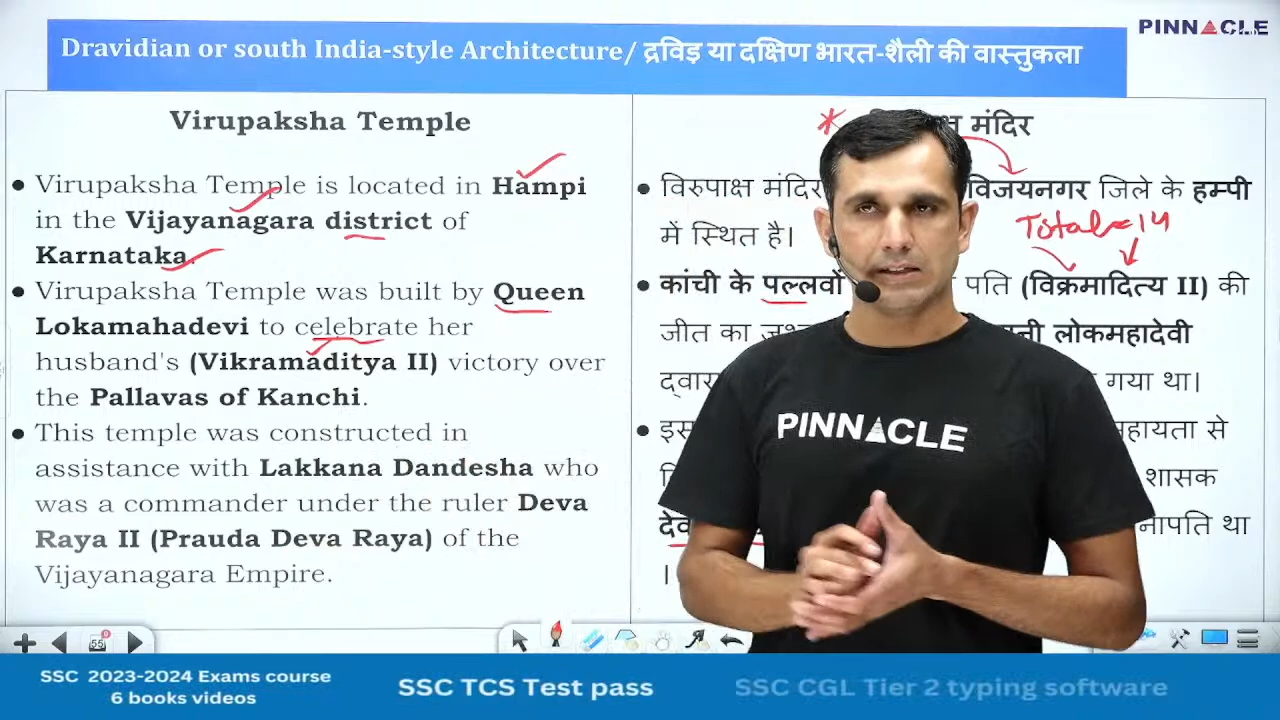 Dravidian or south India-style Architecture/ द्रविड़ या दक्षिण भारत-शैली की वास्तुकला
PINNACLE
Virupaksha Temple
● Virupaksha Temple is located in Hampi
in the Vijayanagara district of
Karnataka.
● Virupaksha Temple was built by Queen
Lokamahadevi to celebrate her
husband's (Vikramaditya II) victory over
the Pallavas of Kanchi.
● This temple was constructed in
assistance with Lakkana Dandesha who
was a commander under the ruler Deva
Raya II (Prauda Deva Raya) of the
Vijayanagara Empire.
मंदिर
● विरुपाक्ष मंदिर विजयनगर जिले के हम्पी
में स्थित है।
Total=14
● कांची के पल्लवों पति (विक्रमादित्य II) की
जीत का लोकमहादेवी
गया था।
● इस से
शासक
था
।
PINNACLE
55
SSC 2023-2024 Exams course
6 books videos
SSC TCS Test pass
SSC CGL Tier 2 typing software